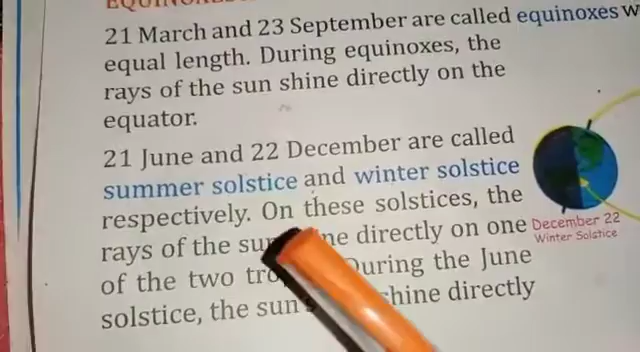 21 March and 23 September are called equinoxes w
equal length. During equinoxes, the
rays of the sun shine directly on the
equator.
21 June and 22 December are called
summer solstice and winter solstice
respectively. On these solstices, the
rays of the directly on one
of the two During the June
solstice, the sun's shine directly
December 22
Winter Solstice